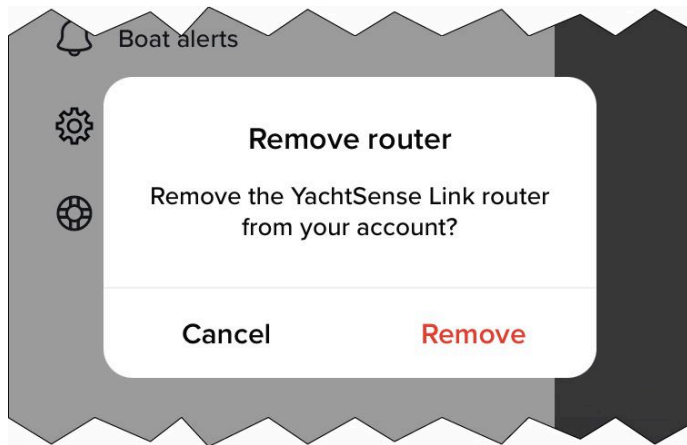 Boat alerts
Remove router
Remove the YachtSense Link router
from your account?
Cancel
Remove